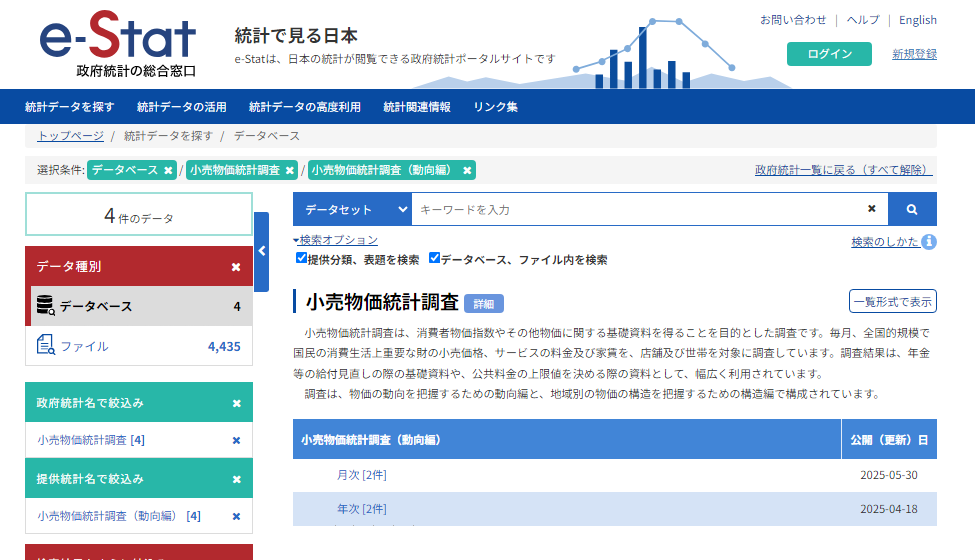 e-Stat
政府統計の総合窓口
統計で見る日本
e-Statは、日本の統計が閲覧できる政府統計ポータルサイトです
お問い合わせ | ヘルプ | English
ログイン 新規登録
統計データを探す 統計データの活用 統計データの高度利用 統計関連情報 リンク集
トップページ / 統計データを探す / データベース
選択条件: データベース ✖ / 小売物価統計調査 ✖ / 小売物価統計調査（動向編） ✖ 政府統計一覧に戻る（すべて解除）
4 件のデータ
データ種別 ✖
データベース 4
ファイル 4,435
政府統計名で絞込み ✖
小売物価統計調査 [4] ✖
提供統計名で絞込み ✖
小売物価統計調査（動向編） [4] ✖
データセット キーワードを入力 ✖
検索オプション 検索のしかた
提供分類、表題を検索 データベース、ファイル内を検索
小売物価統計調査 詳細 一覧形式で表示
小売物価統計調査は、消費者物価指数やその他物価に関する基礎資料を得ることを目的とした調査です。毎月、全国的規模で
国民の消費生活上重要な財の小売価格、サービスの料金及び家賃を、店舗及び世帯を対象に調査しています。調査結果は、年金
等の給付見直しの際の基礎資料や、公共料金の上限値を決める際の資料として、幅広く利用されています。
調査は、物価の動向を把握するための動向編と、地域別の物価の構造を把握するための構造編で構成されています。
小売物価統計調査（動向編） 公開（更新）日
月次 [2件] 2025-05-30
年次 [2件] 2025-04-18